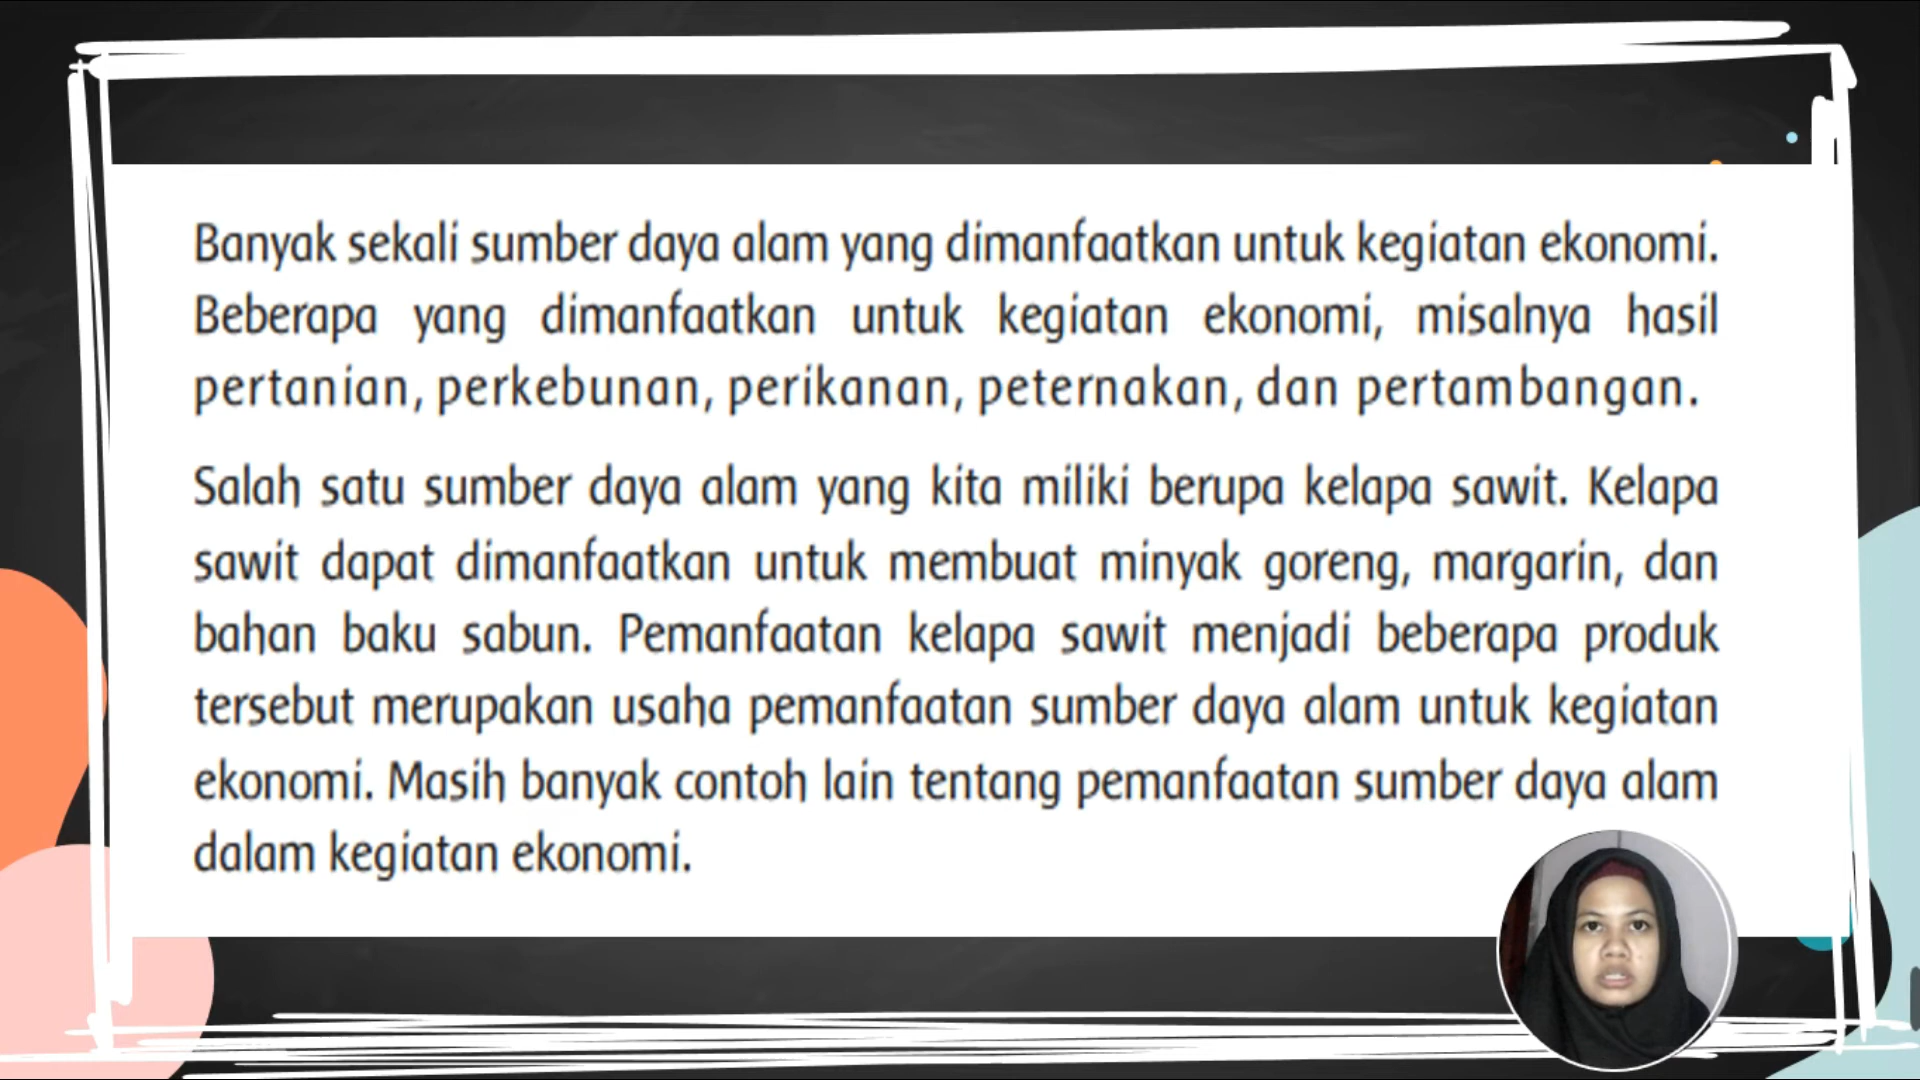 Banyak sekali sumber daya alam yang dimanfaatkan untuk kegiatan ekonomi.
Beberapa yang dimanfaatkan untuk kegiatan ekonomi, misalnya hasil
pertanian, perkebunan, perikanan, peternakan, dan pertambangan.
Salah satu sumber daya alam yang kita miliki berupa kelapa sawit. Kelapa
sawit dapat dimanfaatkan untuk membuat minyak goreng, margarin, dan
bahan baku sabun. Pemanfaatan kelapa sawit menjadi beberapa produk
tersebut merupakan usaha pemanfaatan sumber daya alam untuk kegiatan
ekonomi. Masih banyak contoh lain tentang pemanfaatan sumber daya alam
dalam kegiatan ekonomi.